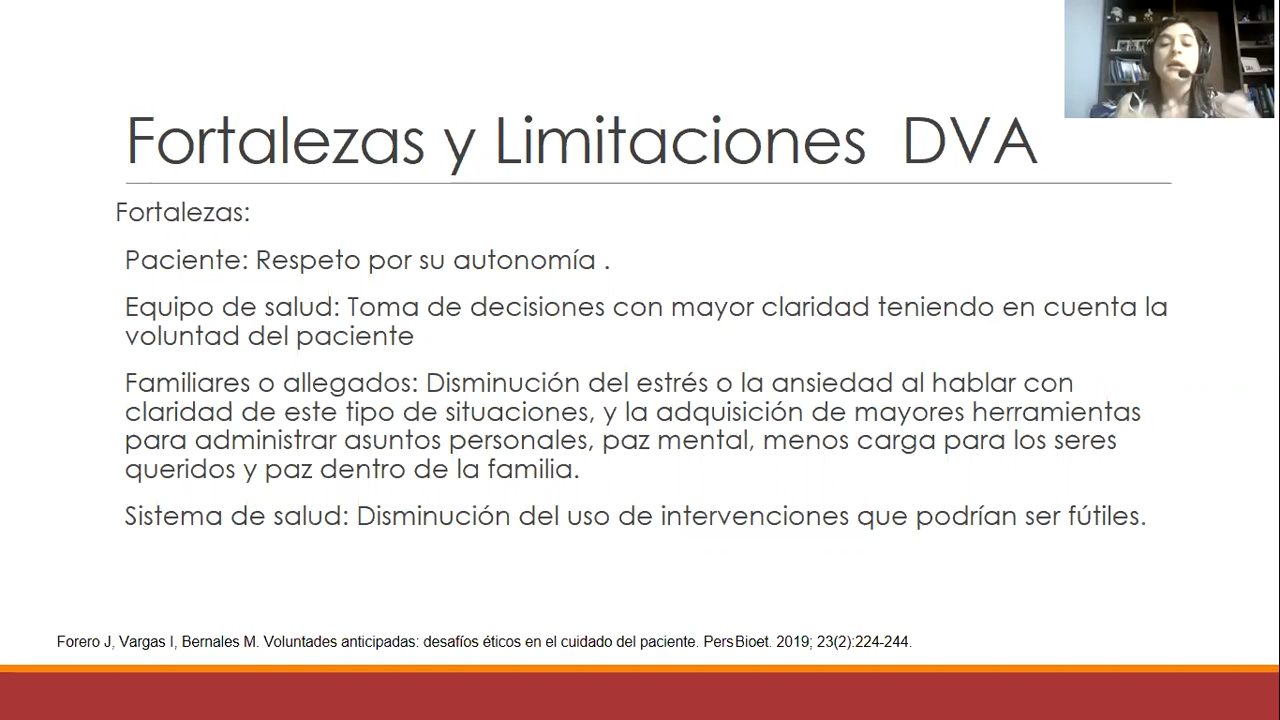 Fortalezas y Limitaciones DVA
Fortalezas:
Paciente: Respeto por su autonomía .
Equipo de salud: Toma de decisiones con mayor claridad teniendo en cuenta la
voluntad del paciente
Familiares o allegados: Disminución del estrés o la ansiedad al hablar con
claridad de este tipo de situaciones, y la adquisición de mayores herramientas
para administrar asuntos personales, paz mental, menos carga para los seres
queridos y paz dentro de la familia.
Sistema de salud: Disminución del uso de intervenciones que podrían ser fútiles.
Forero J, Vargas I, Bernales M. Voluntades anticipadas: desafíos éticos en el cuidado del paciente. Pers Bioet. 2019; 23(2):224-244.